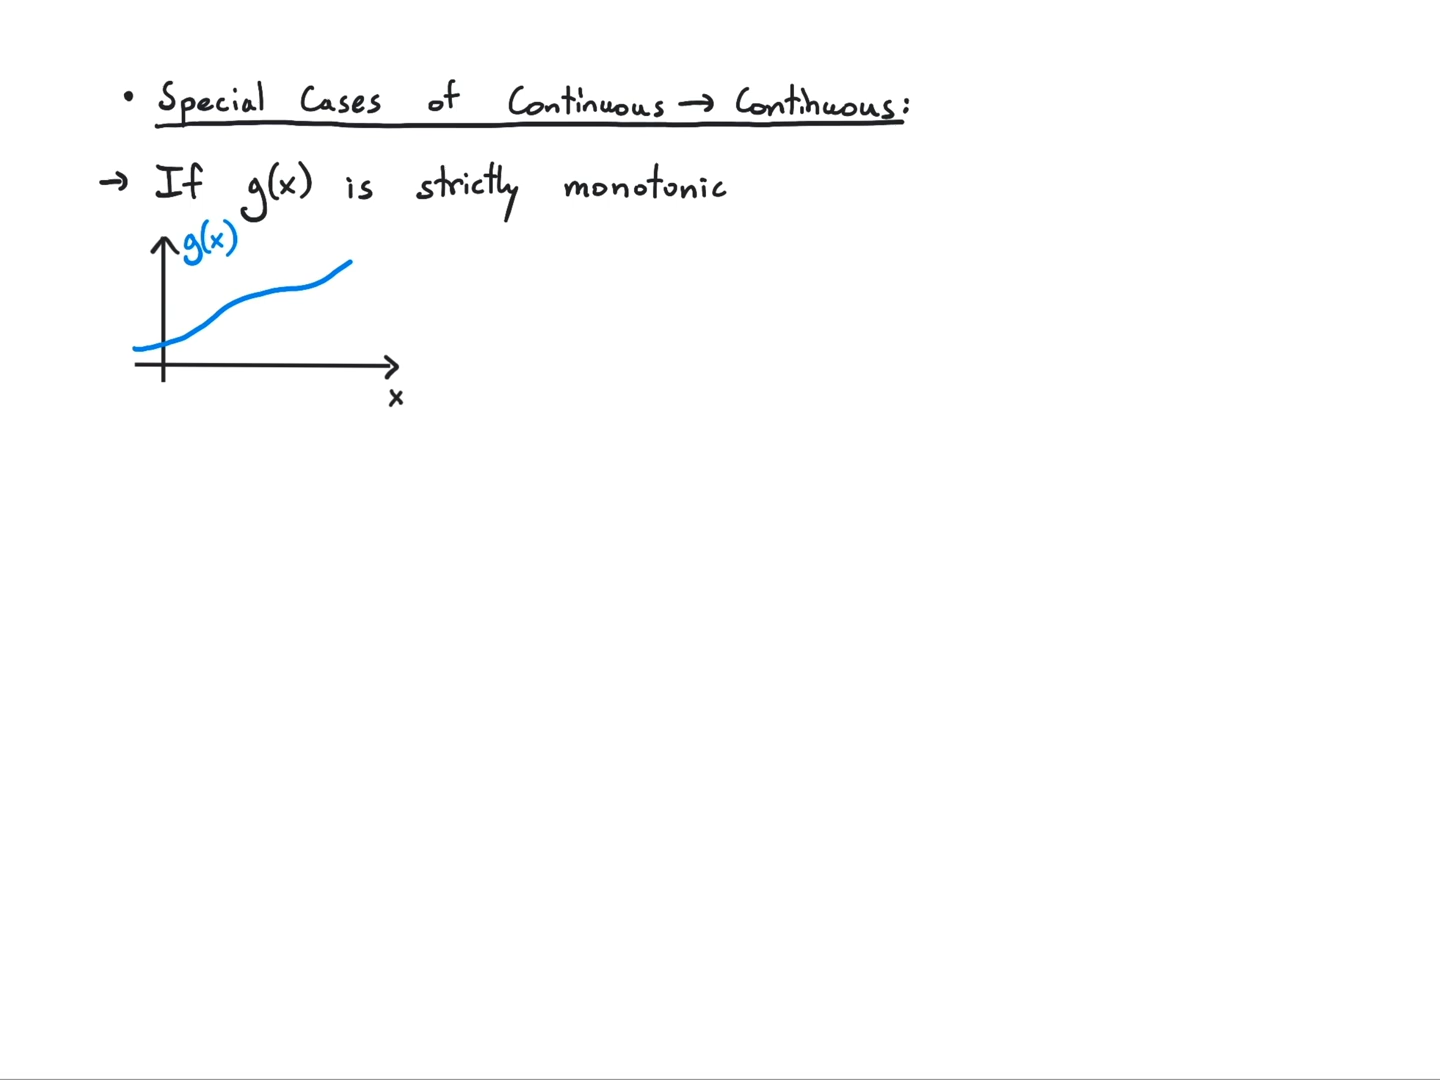 • Special Cases of Continuous → Continuous:
→ If g(x) is strictly monotonic
g(x)
x